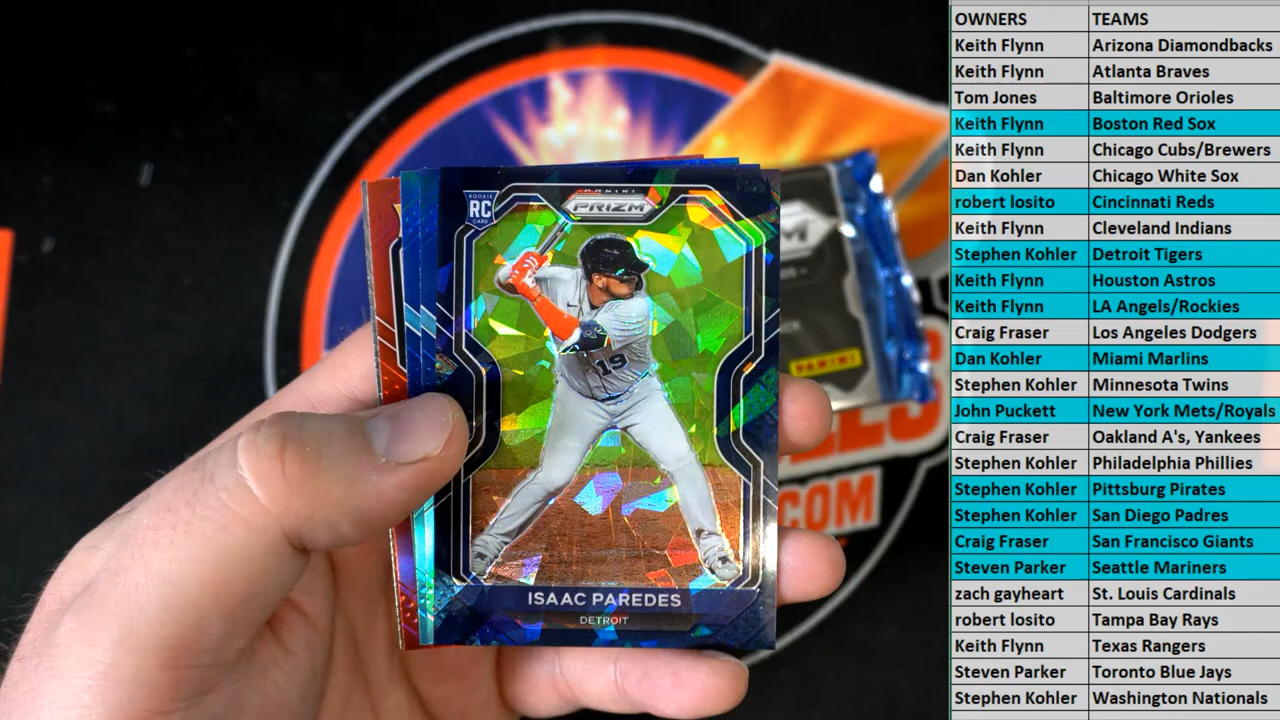 OWNERS TEAMS
Keith Flynn Arizona Diamondbacks
Keith Flynn Atlanta Braves
Tom Jones Baltimore Orioles
Keith Flynn Boston Red Sox
Keith Flynn Chicago Cubs/Brewers
Dan Kohler Chicago White Sox
robert losito Cincinnati Reds
Keith Flynn Cleveland Indians
Stephen Kohler Detroit Tigers
Keith Flynn Houston Astros
Keith Flynn LA Angels/Rockies
Craig Fraser Los Angeles Dodgers
Dan Kohler Miami Marlins
Stephen Kohler Minnesota Twins
John Puckett New York Mets/Royals
Craig Fraser Oakland A's, Yankees
Stephen Kohler Philadelphia Phillies
Stephen Kohler Pittsburg Pirates
Stephen Kohler San Diego Padres
Craig Fraser San Francisco Giants
Steven Parker Seattle Mariners
zach gayheart St. Louis Cardinals
robert losito Tampa Bay Rays
Keith Flynn Texas Rangers
Steven Parker Toronto Blue Jays
Stephen Kohler Washington Nationals
ROOKIE
RC
CARD
PANINI
PRIZM
19
ISAAC PAREDES
DETROIT
PANINI
.COM